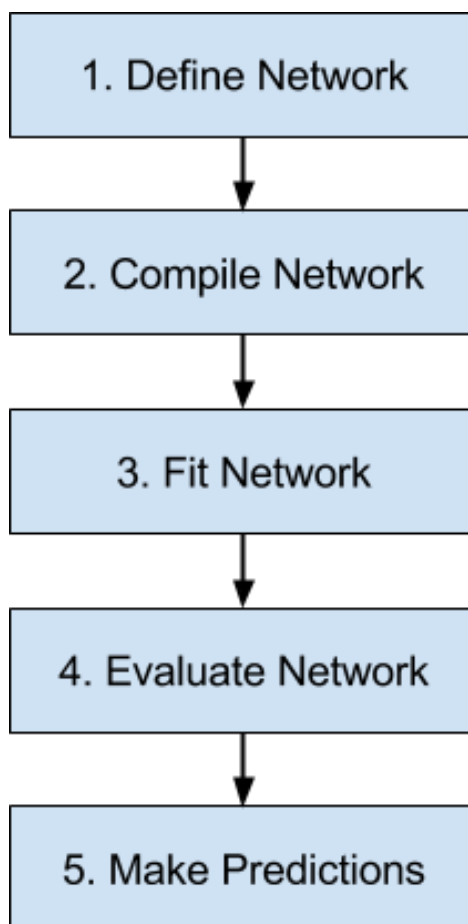 1. Define Network
2. Compile Network
3. Fit Network
4. Evaluate Network
5. Make Predictions